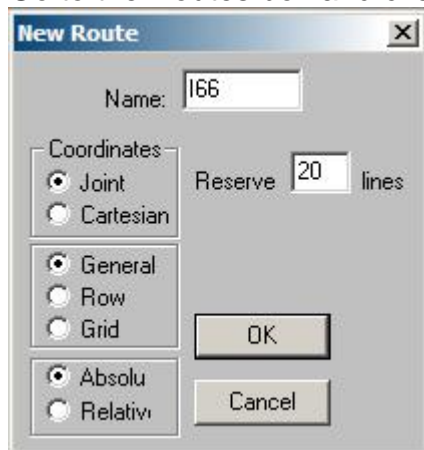 New Route
Name: I66
Coordinates
Joint
Cartesian
Reserve 20 lines
General
Row
Grid
OK
Absolu
Relativ
Cancel